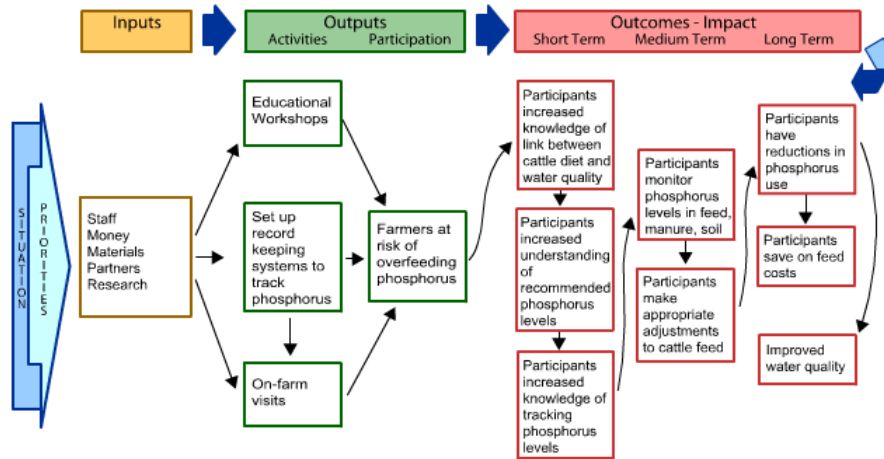 Inputs
Outputs
Activities
Participation
Outcomes - Impact
Short Term
Medium Term
Long Term
SITUATION
PRIORITIES
Staff
Money
Materials
Partners
Research
Educational
Workshops
Set up
record
keeping
systems to
track
phosphorus
On-farm
visits
Farmers at
risk of
overfeeding
phosphorus
Participants
increased
knowledge of
link between
cattle diet and
water quality
Participants
increased
understanding of
recommended
phosphorus
levels
Participants
increased
knowledge of
tracking
phosphorus
levels
Participants
monitor
phosphorus
levels in feed,
manure, soil
Participants
make
appropriate
adjustments
to cattle feed
Participants
have
reductions in
phosphorus
use
Participants
save on feed
costs
Improved
water quality